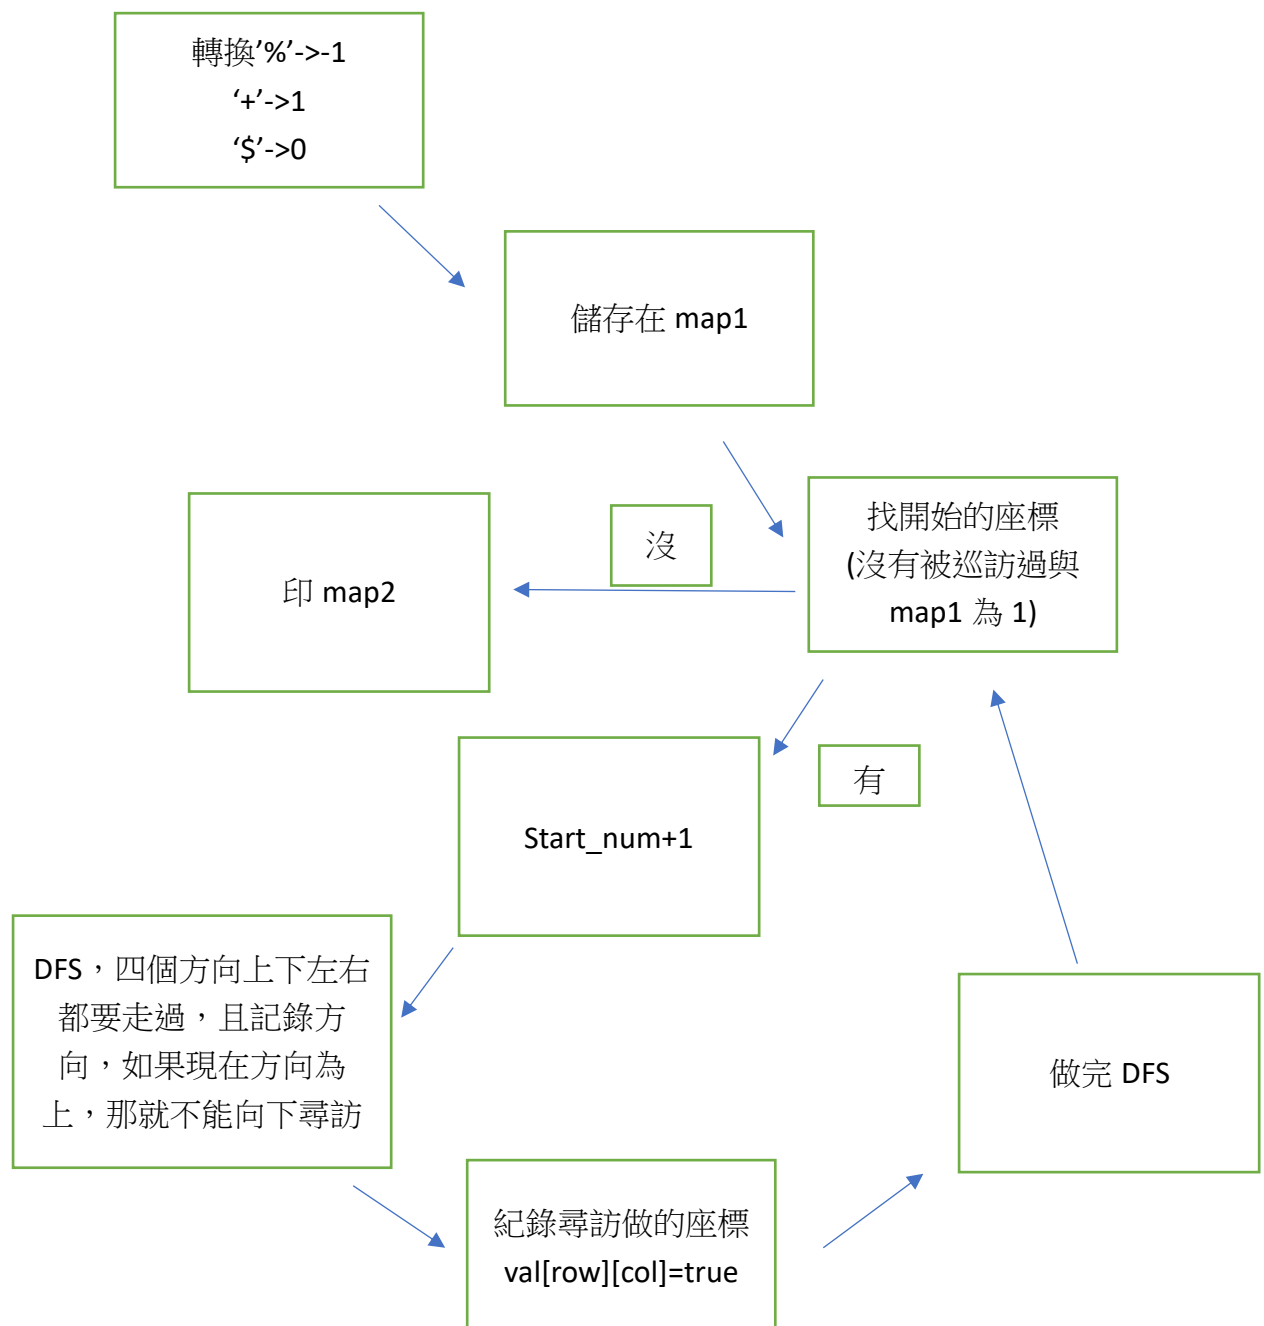 轉換’%’->-1
‘+’->1
‘$’->0
儲存在 map1
找開始的座標
(沒有被巡訪過與
map1 為 1)
沒
印 map2
有
Start_num+1
DFS，四個方向上下左右
都要走過，且記錄方
向，如果現在方向為
上，那就不能向下尋訪
做完 DFS
紀錄尋訪做的座標
val[row][col]=true